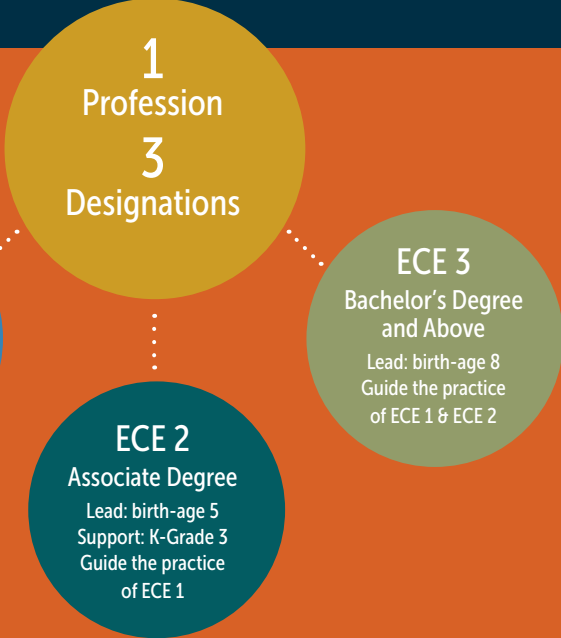 1
Profession
3
Designations
ECE 3
Bachelor's Degree
and Above
Lead: birth-age 8
Guide the practice
of ECE 1 & ECE 2
ECE 2
Associate Degree
Lead: birth-age 5
Support: K-Grade 3
Guide the practice
of ECE 1